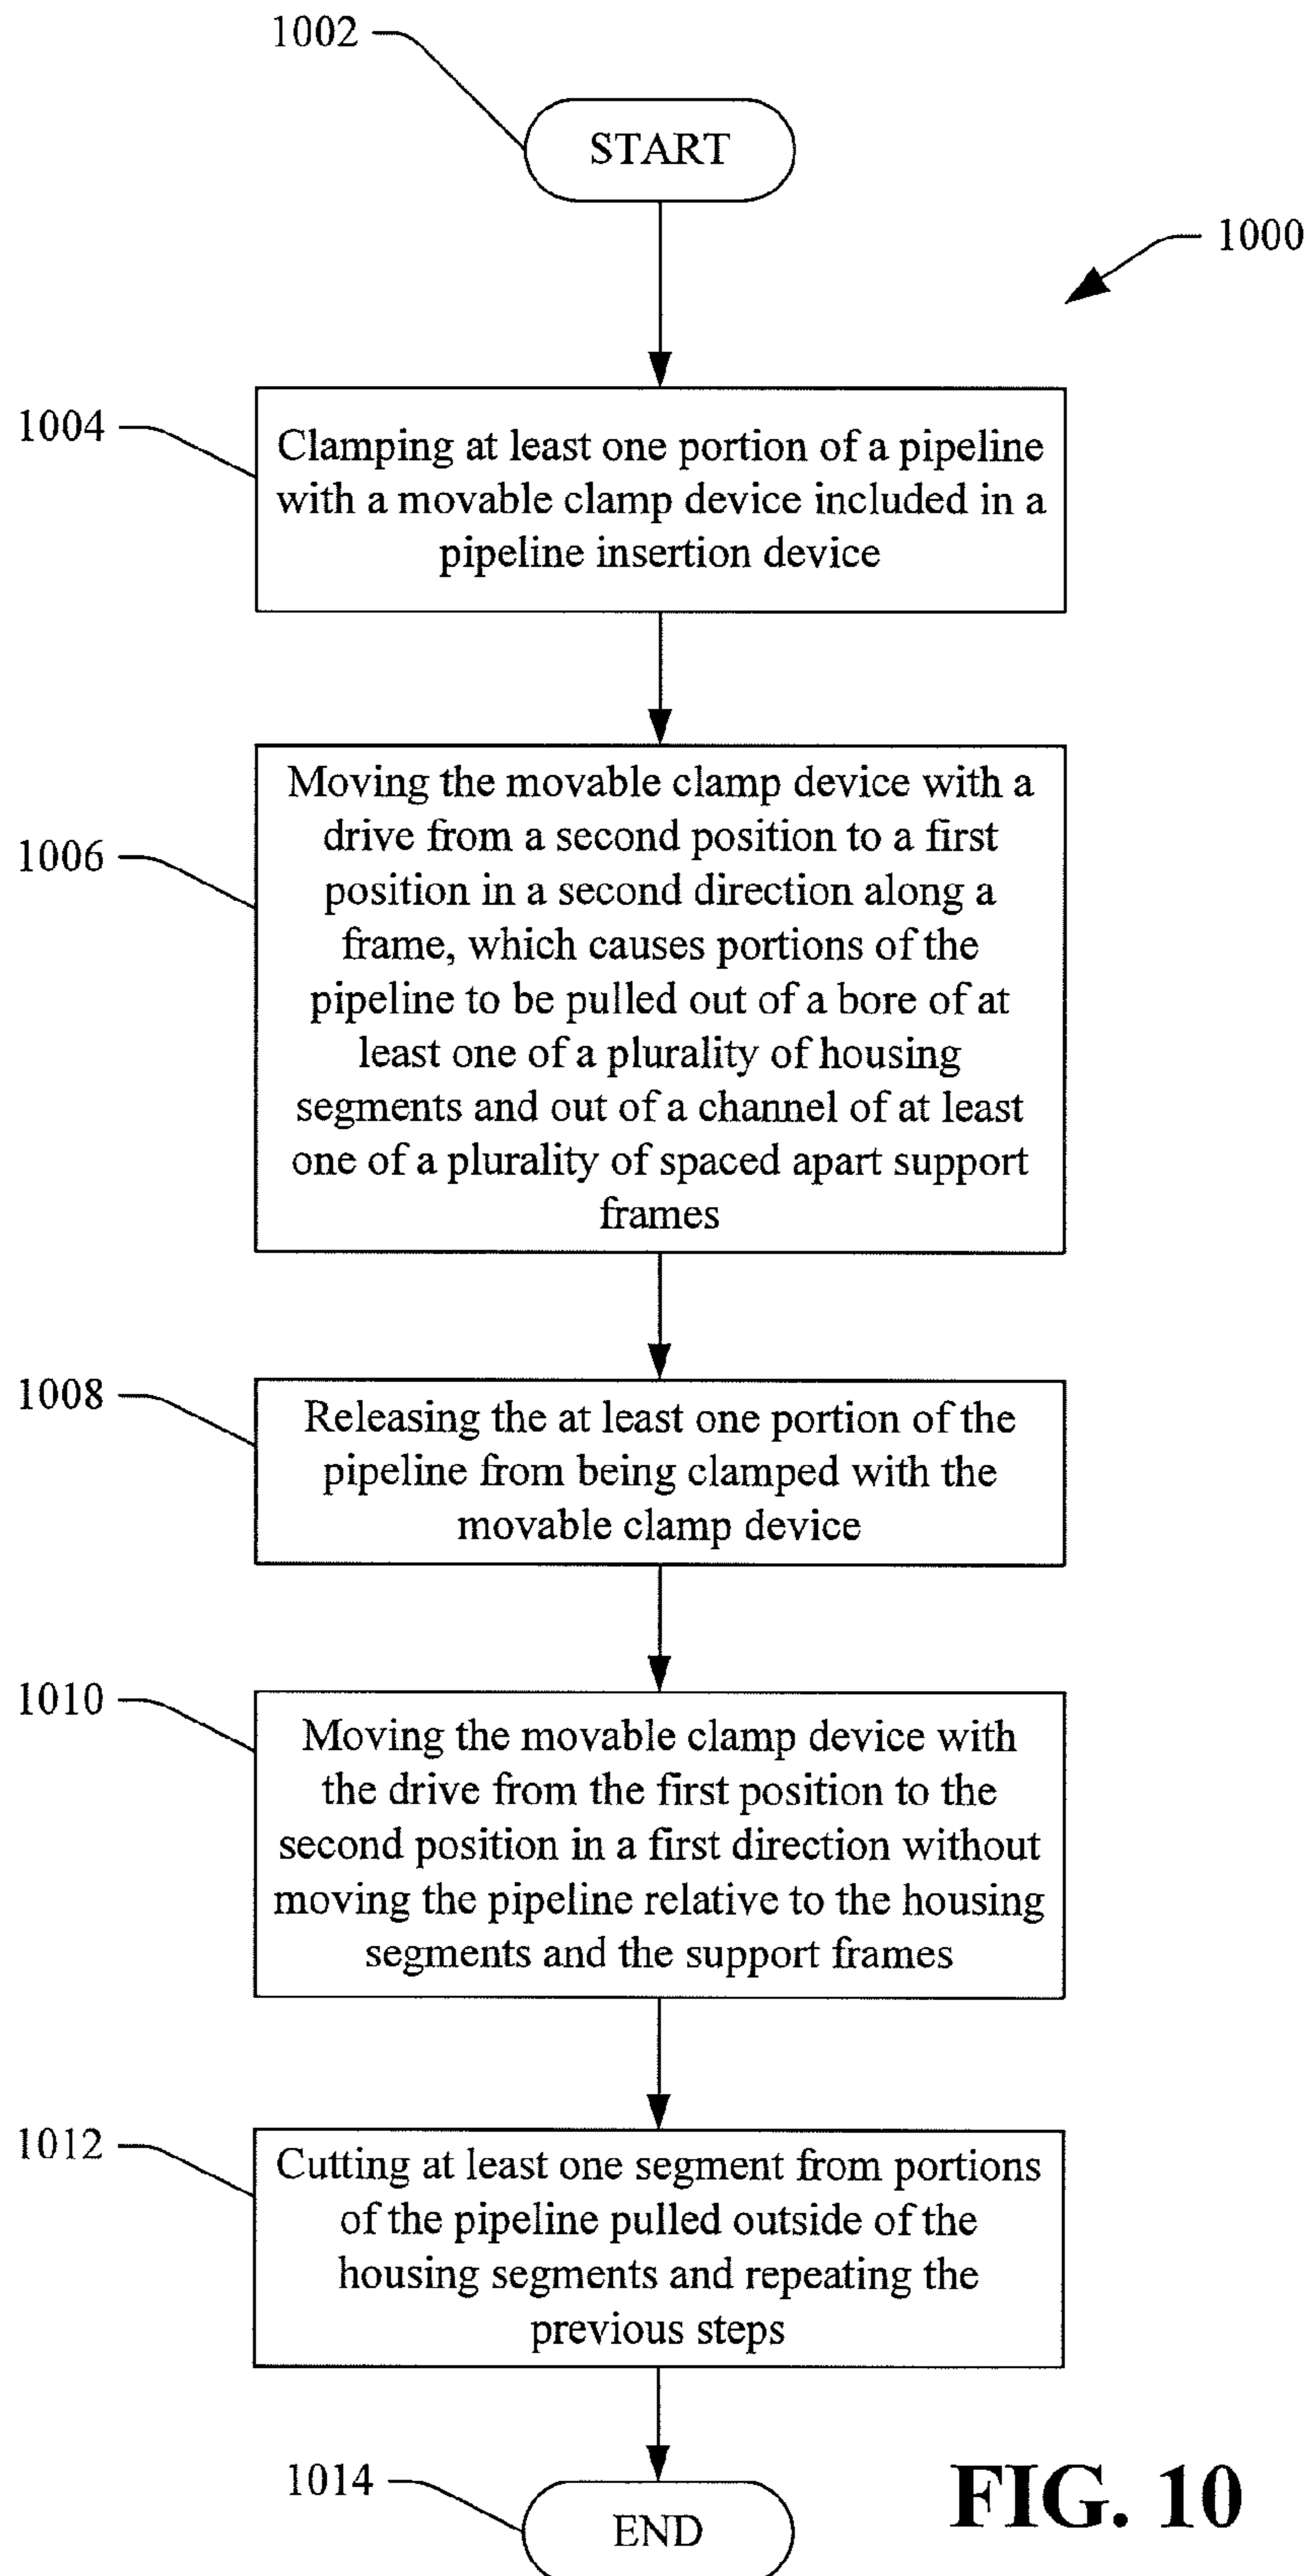 1002
START
1000
1004
Clamping at least one portion of a pipeline
with a movable clamp device included in a
pipeline insertion device
1006
Moving the movable clamp device with a
drive from a second position to a first
position in a second direction along a
frame, which causes portions of the
pipeline to be pulled out of a bore of at
least one of a plurality of housing
segments and out of a channel of at least
one of a plurality of spaced apart support
frames
1008
Releasing the at least one portion of the
pipeline from being clamped with the
movable clamp device
1010
Moving the movable clamp device with
the drive from the first position to the
second position in a first direction without
moving the pipeline relative to the housing
segments and the support frames
1012
Cutting at least one segment from portions
of the pipeline pulled outside of the
housing segments and repeating the
previous steps
1014
END
FIG. 10